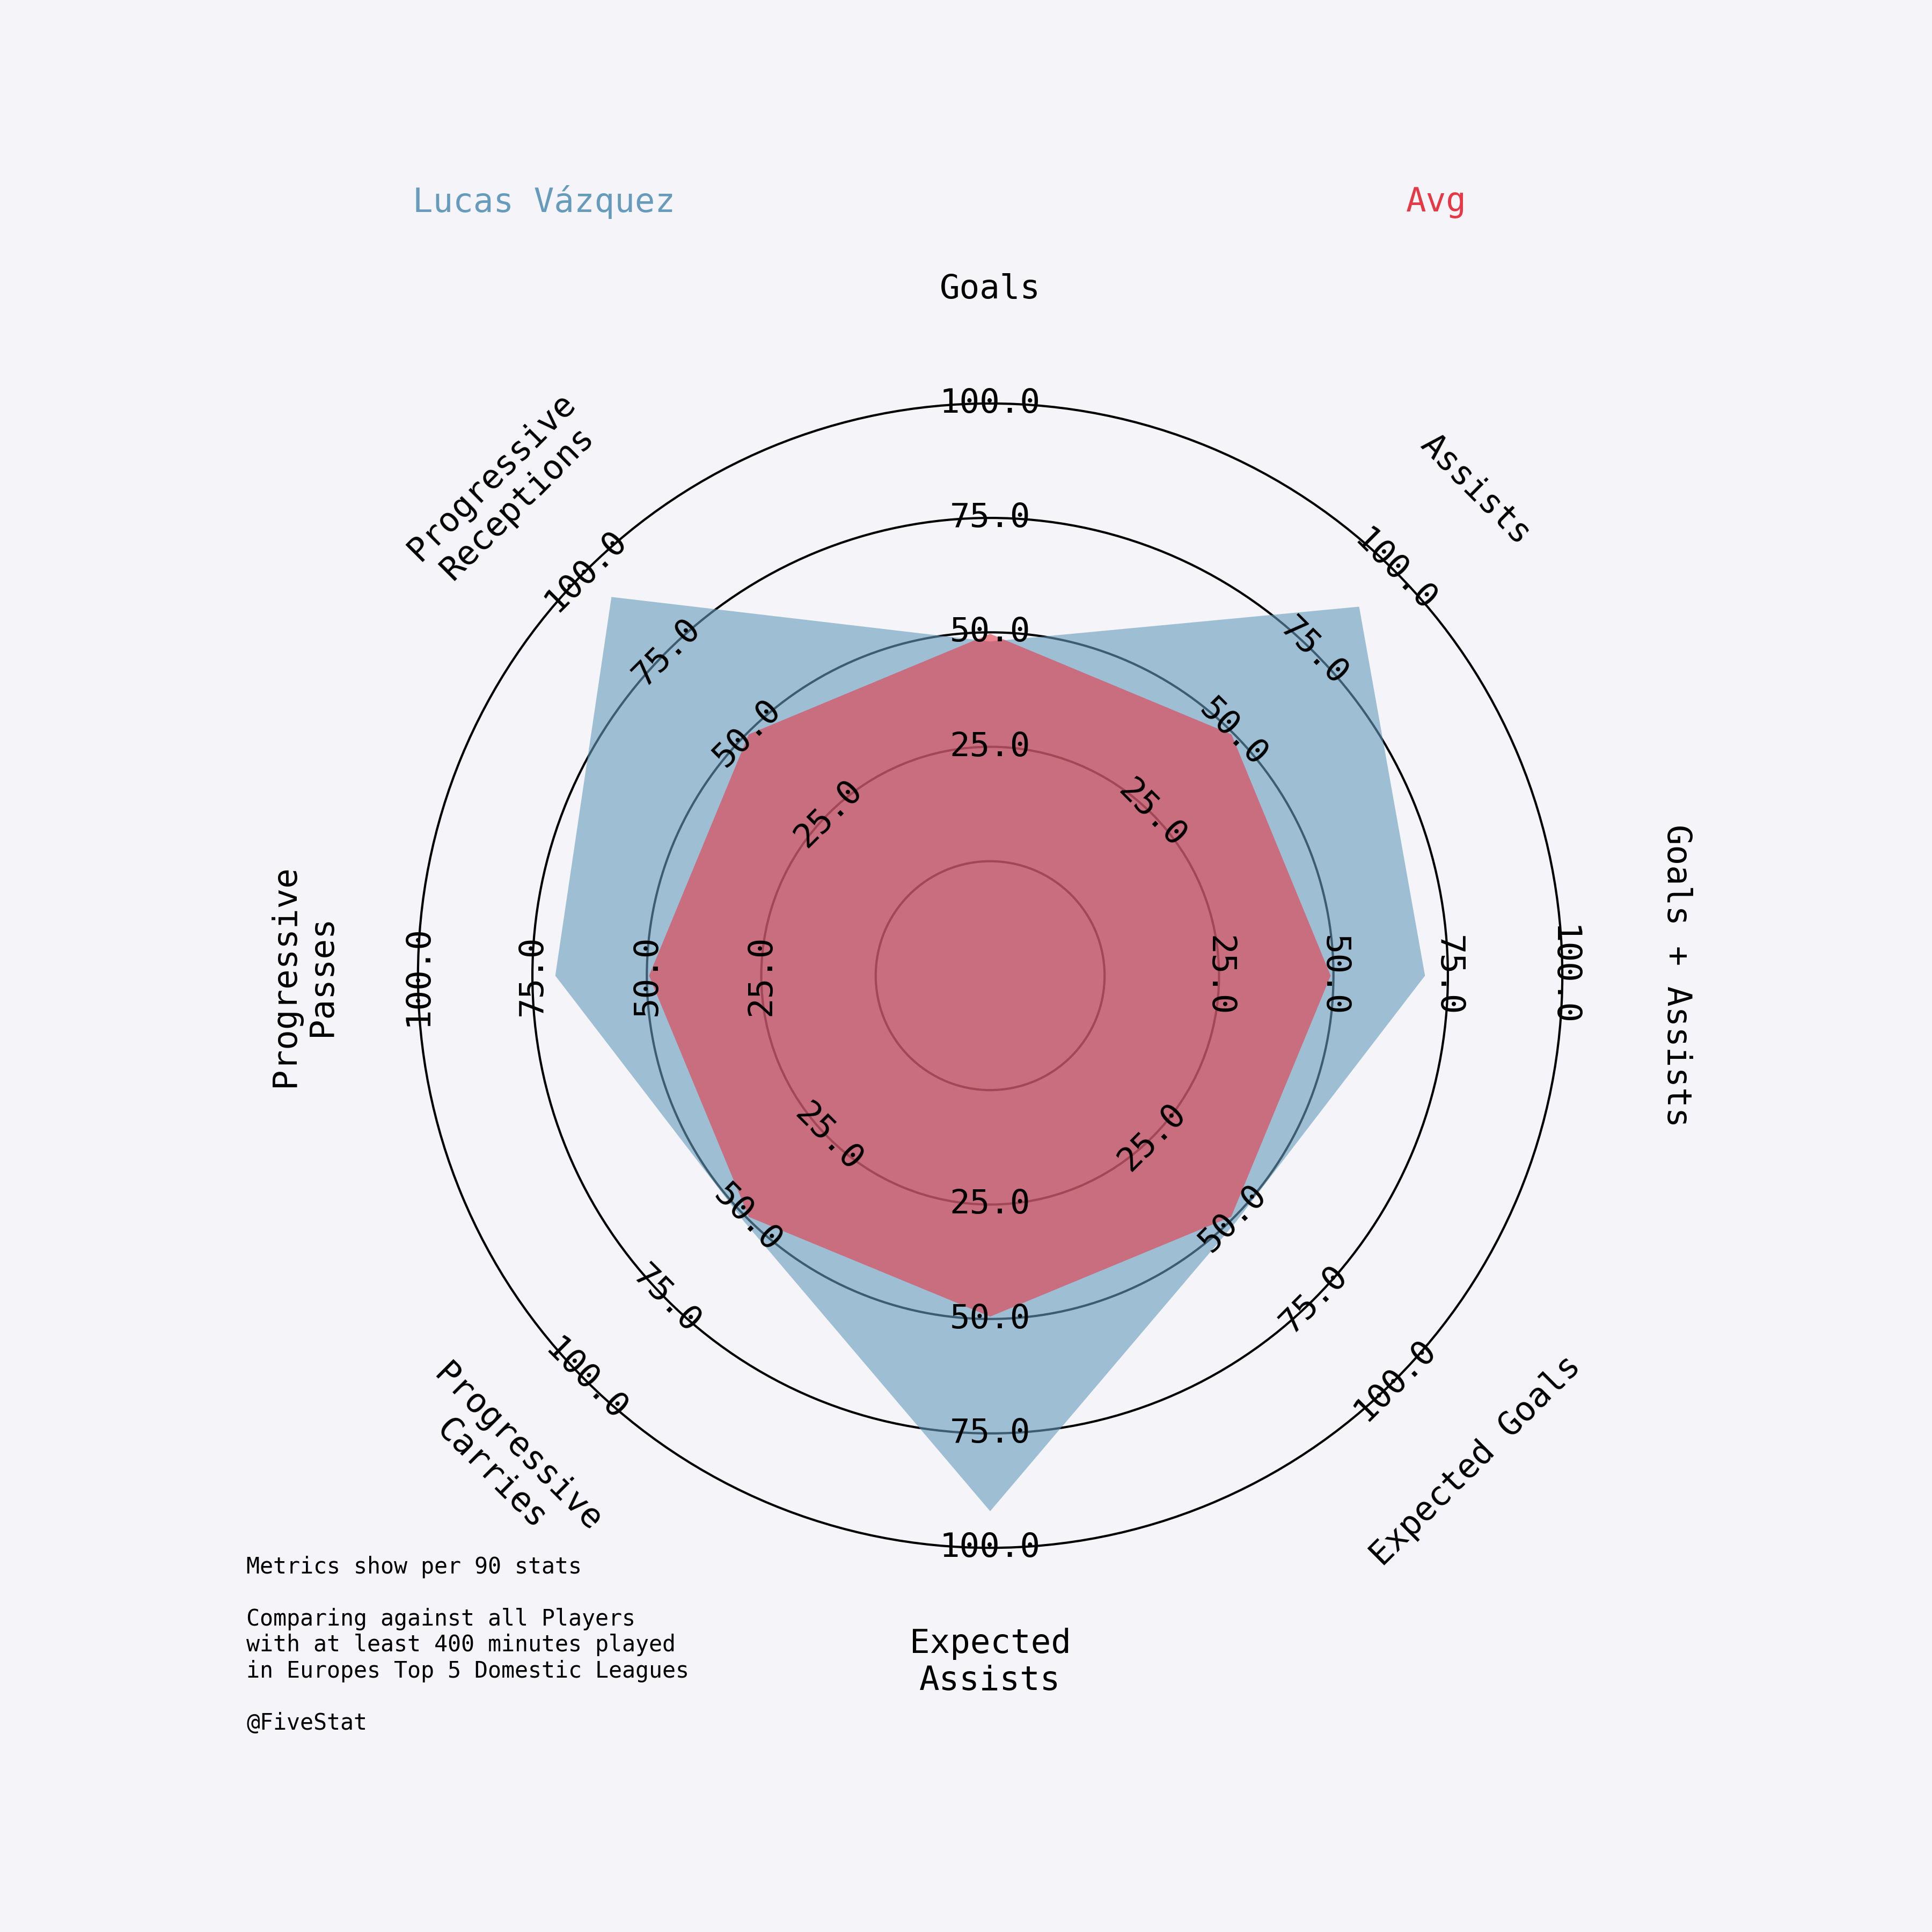 Lucas Vázquez
Avg
Goals
100.0
75.0
50.0
25.0
Assists
100.0
75.0
50.0
25.0
Goals + Assists
100.0
75.0
50.0
25.0
Expected Goals
100.0
75.0
50.0
25.0
Expected
Assists
100.0
75.0
50.0
25.0
Progressive
Carries
100.0
75.0
50.0
25.0
Progressive
Passes
100.0
75.0
50.0
25.0
Progressive
Receptions
100.0
75.0
50.0
25.0
Metrics show per 90 stats
Comparing against all Players
with at least 400 minutes played
in Europes Top 5 Domestic Leagues
@FiveStat